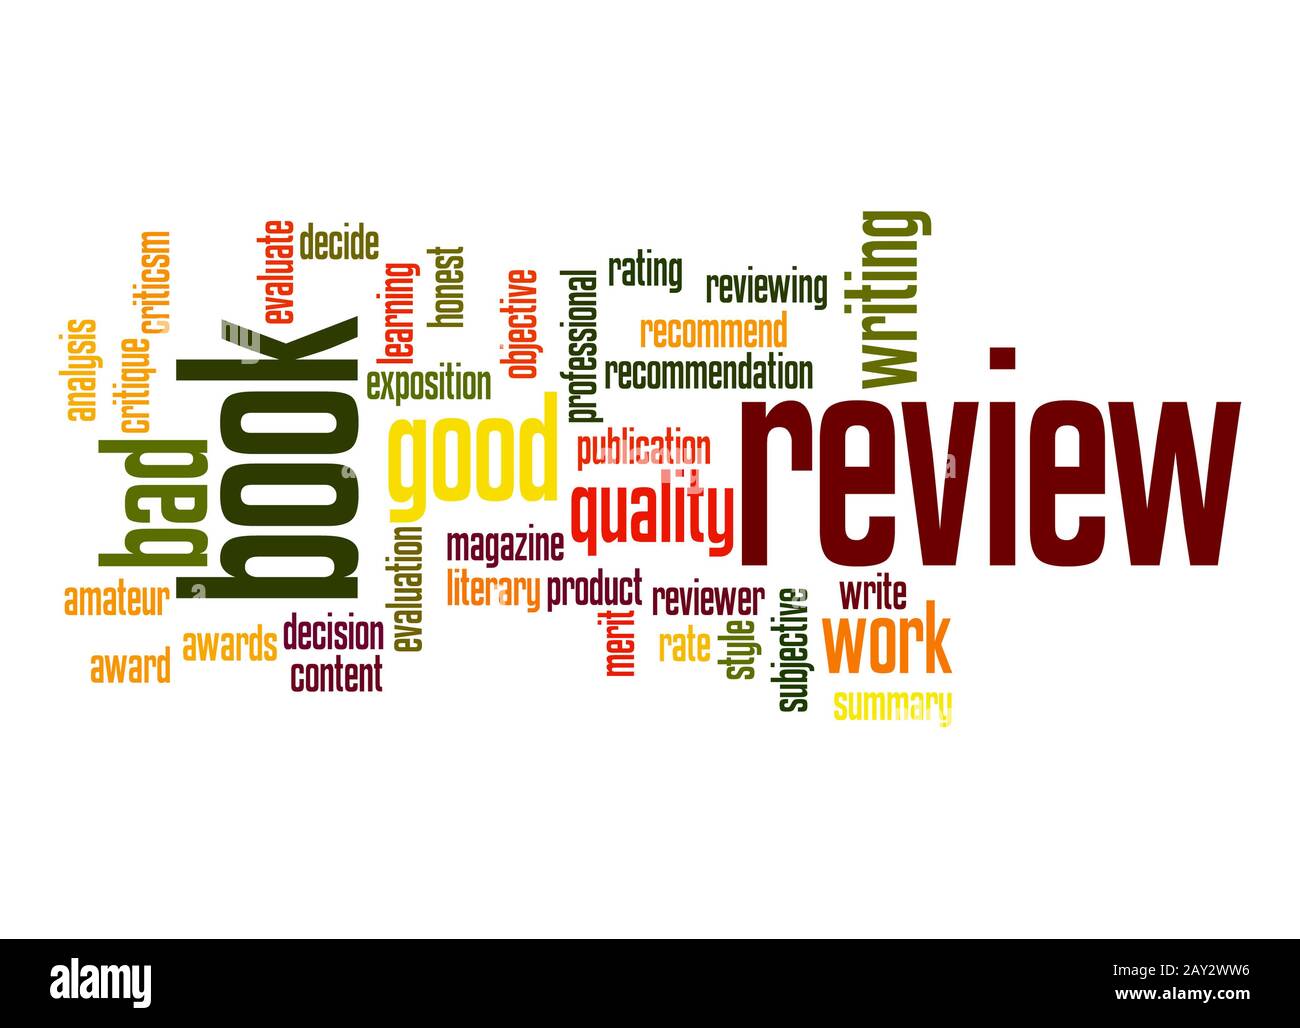 analysis
critique
criticsm
bad
book
evaluate
decide
learning
honest
exposition
good
objective
professional
rating
reviewing
recommend
recommendation
writing
publication
quality
review
magazine
literary
product
evaluation
amateur
award
awards
decision
content
merit
reviewer
rate
style
subjective
write
work
summary
alamy
a
alamy
Image ID: 2AY2WW6
www.alamy.com